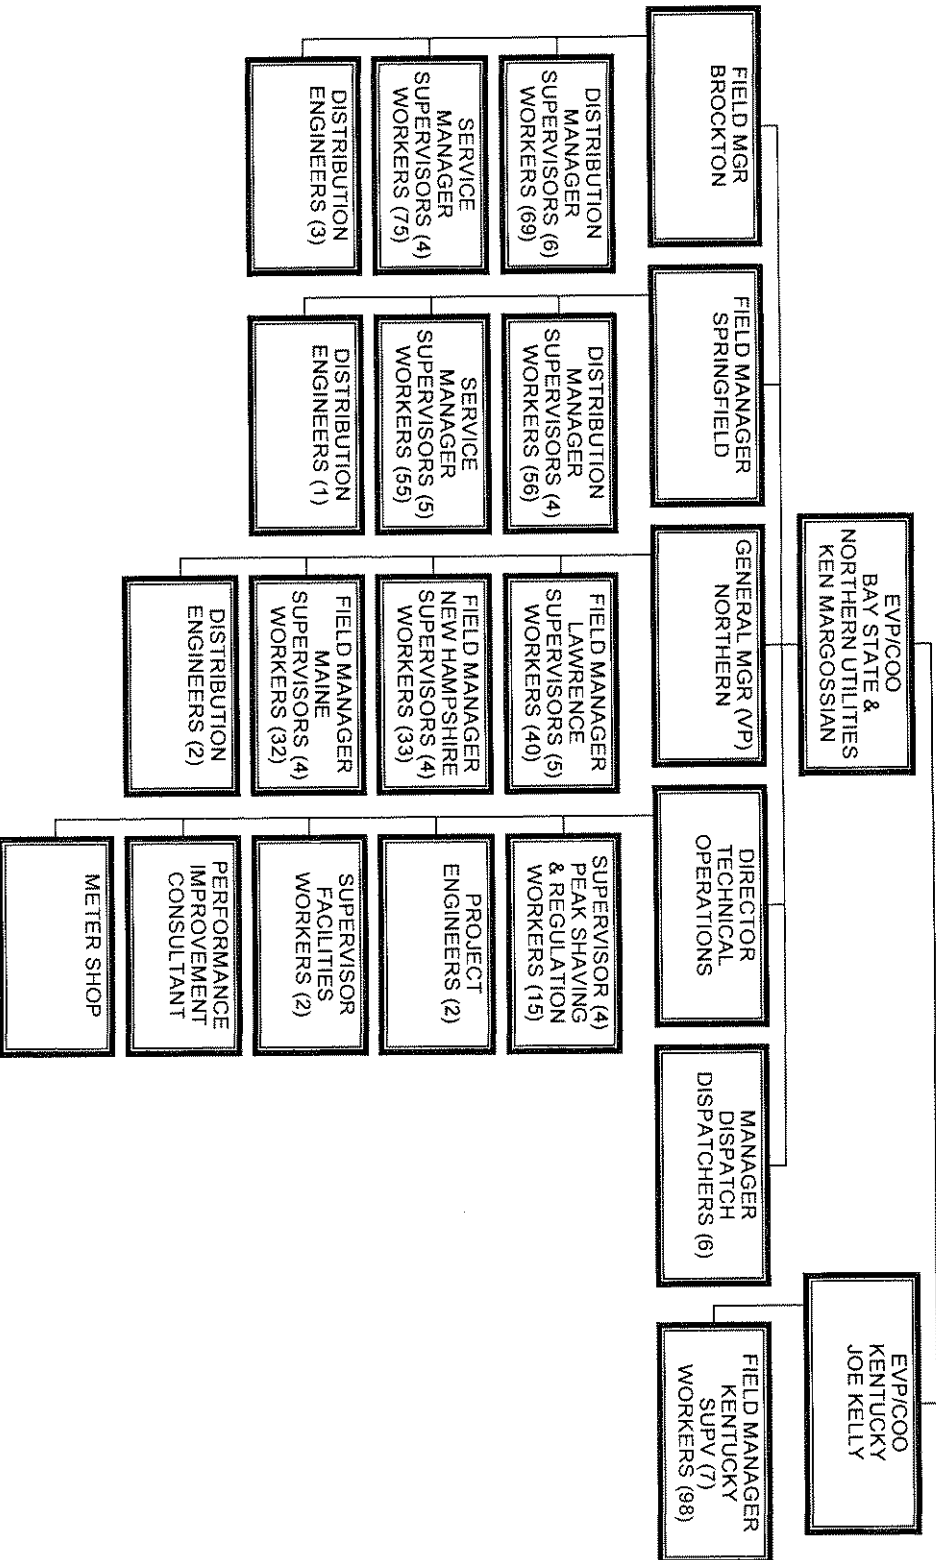 EVP/COO
BAY STATE &
NORTHERN UTILITIES
KEN MARGOSSIAN
EVP/COO
KENTUCKY
JOE KELLY
FIELD MGR
BROCKTON
DISTRIBUTION
MANAGER
SUPERVISORS (6)
WORKERS (69)
SERVICE
MANAGER
SUPERVISORS (4)
WORKERS (75)
DISTRIBUTION
ENGINEERS (3)
FIELD MANAGER
SPRINGFIELD
DISTRIBUTION
MANAGER
SUPERVISORS (4)
WORKERS (56)
SERVICE
MANAGER
SUPERVISORS (5)
WORKERS (55)
DISTRIBUTION
ENGINEERS (1)
GENERAL MGR (VP)
NORTHERN
FIELD MANAGER
LAWRENCE
SUPERVISORS (5)
WORKERS (40)
FIELD MANAGER
NEW HAMPSHIRE
SUPERVISORS (4)
WORKERS (33)
FIELD MANAGER
MAINE
SUPERVISORS (4)
WORKERS (32)
DISTRIBUTION
ENGINEERS (2)
DIRECTOR
TECHNICAL
OPERATIONS
SUPERVISOR (4)
PEAK SHAVING
& REGULATION
WORKERS (15)
PROJECT
ENGINEERS (2)
SUPERVISOR
FACILITIES
WORKERS (2)
PERFORMANCE
IMPROVEMENT
CONSULTANT
METER SHOP
MANAGER
DISPATCH
DISPATCHERS (6)
FIELD MANAGER
KENTUCKY
SUPV (7)
WORKERS (98)